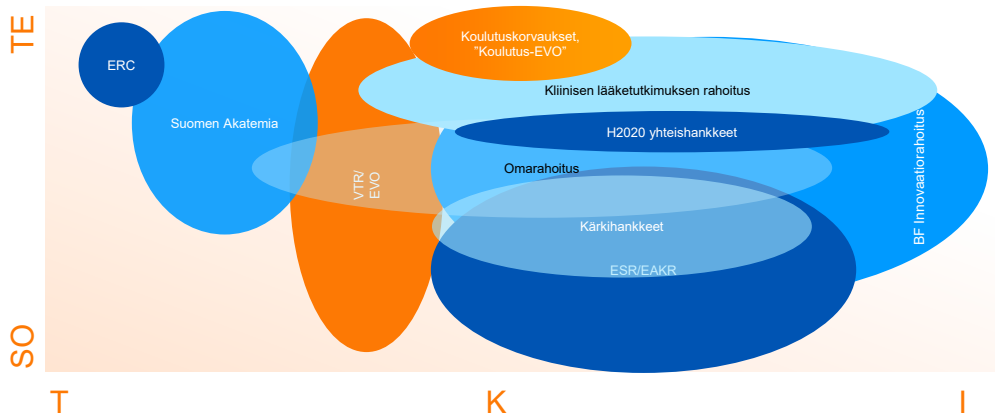 TE
Koulutuskorvaukset,
"Koulutus-EVO"
ERC
Kliinisen lääketutkimuksen rahoitus
Suomen Akatemia
H2020 yhteishankkeet
Omarahoitus
VTR/
EVO
BF Innovaatiorahoitus
Kärkihankkeet
ESR/EAKR
SO
T
K
I